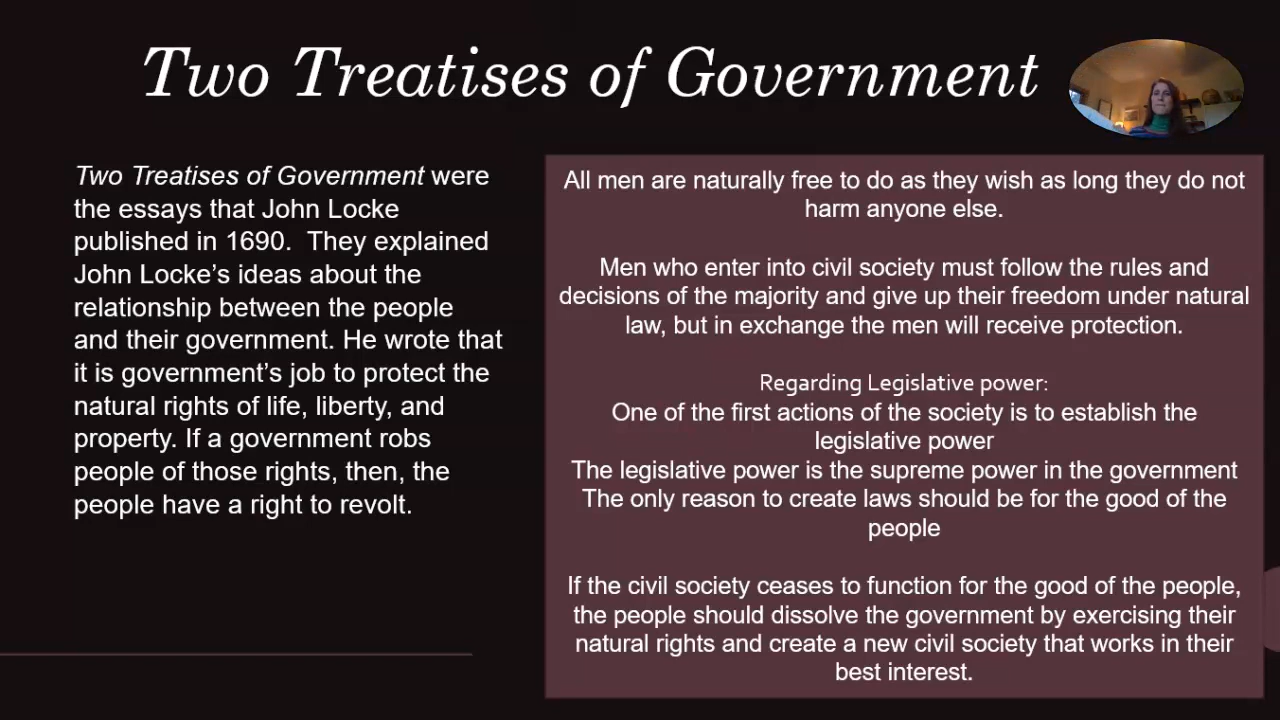 Two Treatises of Government
Two Treatises of Government were
the essays that John Locke
published in 1690.  They explained
John Locke’s ideas about the
relationship between the people
and their government. He wrote that
it is government’s job to protect the
natural rights of life, liberty, and
property. If a government robs
people of those rights, then, the
people have a right to revolt.
All men are naturally free to do as they wish as long they do not
harm anyone else.
Men who enter into civil society must follow the rules and
decisions of the majority and give up their freedom under natural
law, but in exchange the men will receive protection.
Regarding Legislative power:
One of the first actions of the society is to establish the
legislative power
The legislative power is the supreme power in the government
The only reason to create laws should be for the good of the
people
If the civil society ceases to function for the good of the people,
the people should dissolve the government by exercising their
natural rights and create a new civil society that works in their
best interest.